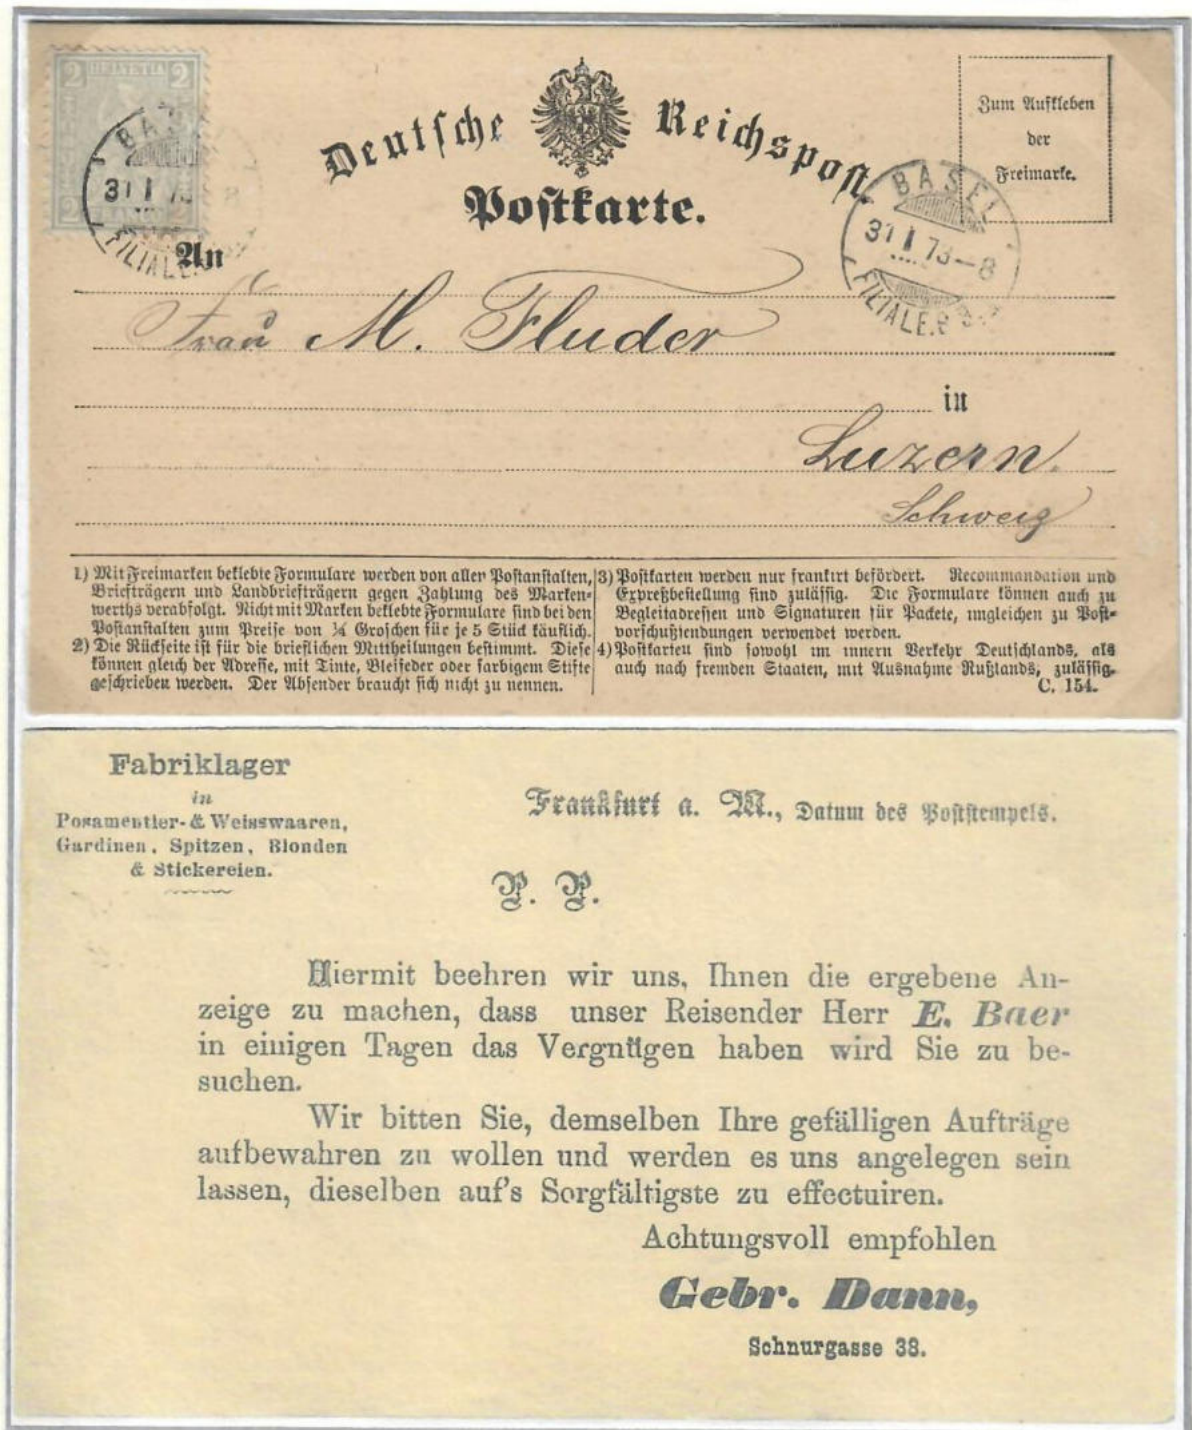 2 HELVETIA 2
Deutsche Reichspost.
Postkarte.
Zum Aufkleben
der
Freimarke.
BASEL
31 I 73
FILIALE
BASEL
31 I 73-8
FILIALE
2 2
An
Frau M. Fluder
in
Luzern.
Schweiz
1) Mit Freimarken beklebte Formulare werden von allen Postanstalten,
Briefträgern und Landbriefträgern gegen Zahlung des Marken-
werths verabfolgt. Nicht mit Marken beklebte Formulare sind bei den
Postanstalten zum Preise von ¼ Groschen für je 5 Stück käuflich.
2) Die Rückseite ist für die brieflichen Mittheilungen bestimmt. Diese
können gleich der Adresse, mit Tinte, Bleifeder oder farbigem Stifte
geschrieben werden. Der Absender braucht sich nicht zu nennen.
3) Postkarten werden nur frankirt befördert. Recommandation und
Expreßbestellung sind zulässig. Die Formulare können auch zu
Begleitadressen und Signaturen für Packete, imgleichen zu Post-
vorschußsendungen verwendet werden.
4) Postkarten sind sowohl im innern Verkehr Deutschlands, als
auch nach fremden Staaten, mit Ausnahme Rußlands, zulässig.
C. 154.
Fabriklager
in
Posamentier- & Weisswaaren,
Gardinen, Spitzen, Blonden
& Stickereien.
Frankfurt a. M., Datum des Poststempels.
P. P.
Hiermit beehren wir uns, Ihnen die ergebene An-
zeige zu machen, dass unser Reisender Herr E. Baer
in einigen Tagen das Vergnügen haben wird Sie zu be-
suchen.
Wir bitten Sie, demselben Ihre gefälligen Aufträge
aufbewahren zu wollen und werden es uns angelegen sein
lassen, dieselben auf's Sorgfältigste zu effectuiren.
Achtungsvoll empfohlen
Gebr. Dann,
Schnurgasse 38.